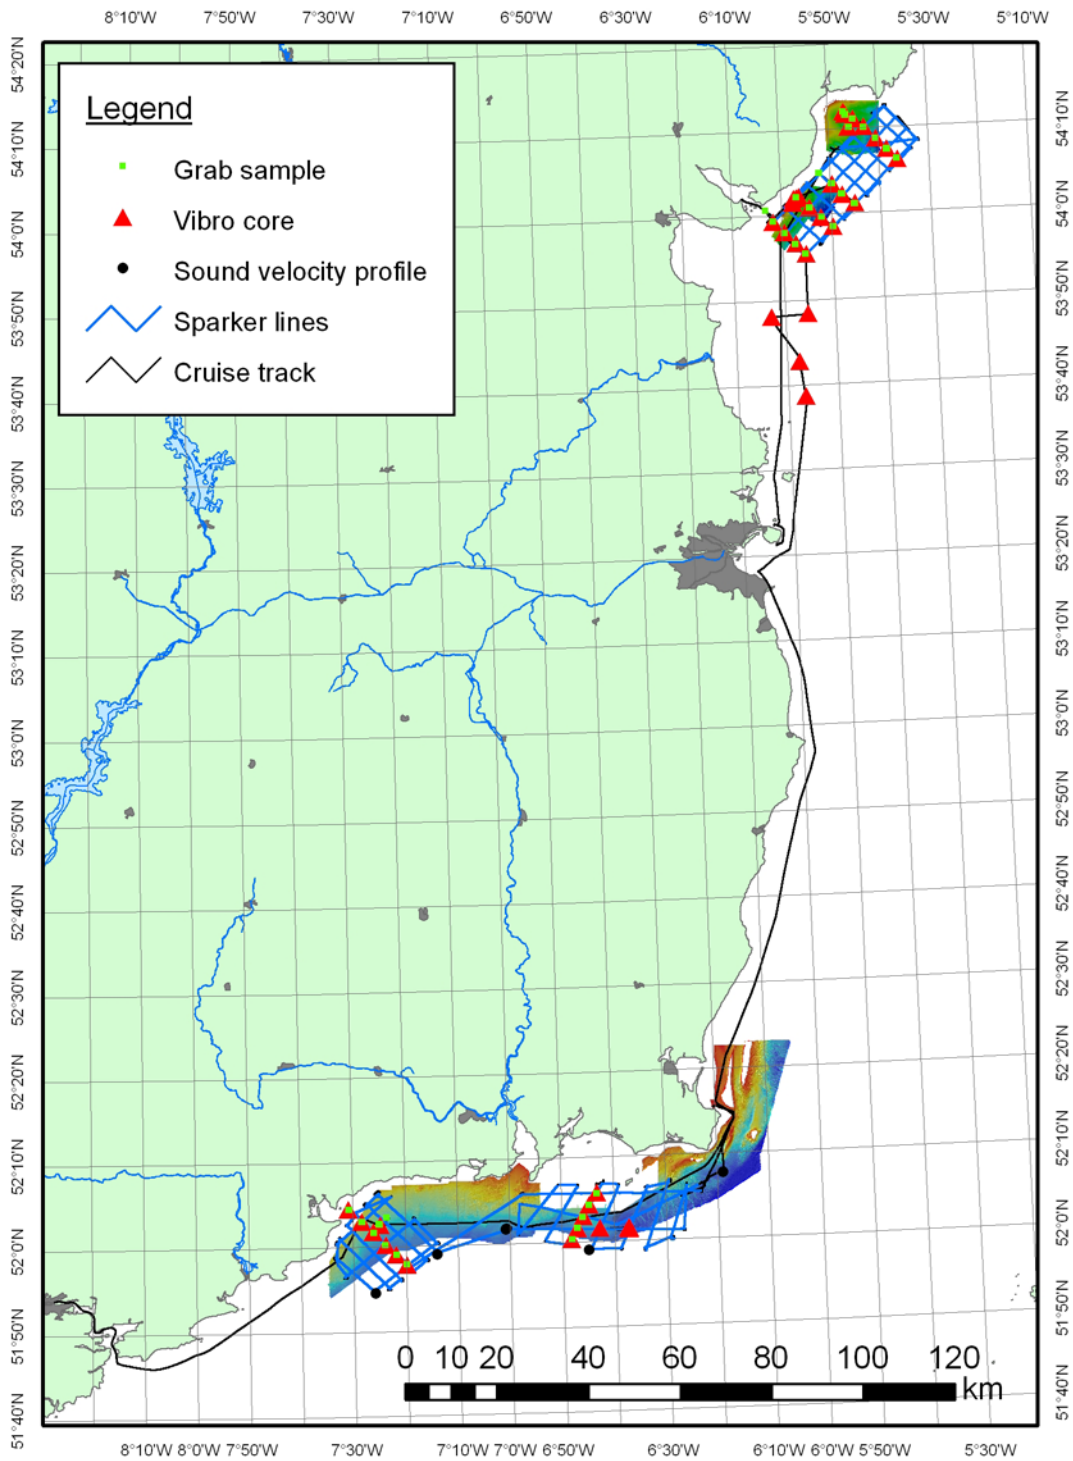 8°10'W 7°50'W 7°30'W 7°10'W 6°50'W 6°30'W 6°10'W 5°50'W 5°30'W 5°10'W
54°20'N
54°10'N
54°0'N
53°50'N
53°40'N
53°30'N
53°20'N
53°10'N
53°0'N
52°50'N
52°40'N
52°30'N
52°20'N
52°10'N
52°0'N
51°50'N
51°40'N
Legend
Grab sample
Vibro core
Sound velocity profile
Sparker lines
Cruise track
54°10'N
54°0'N
53°50'N
53°40'N
53°30'N
53°20'N
53°10'N
53°0'N
52°50'N
52°40'N
52°30'N
52°20'N
52°10'N
52°0'N
51°50'N
51°40'N
0 10 20 40 60 80 100 120
km
8°10'W 8°0'W 7°50'W 7°30'W 7°10'W 7°0'W 6°50'W 6°30'W 6°10'W 6°0'W 5°50'W 5°30'W